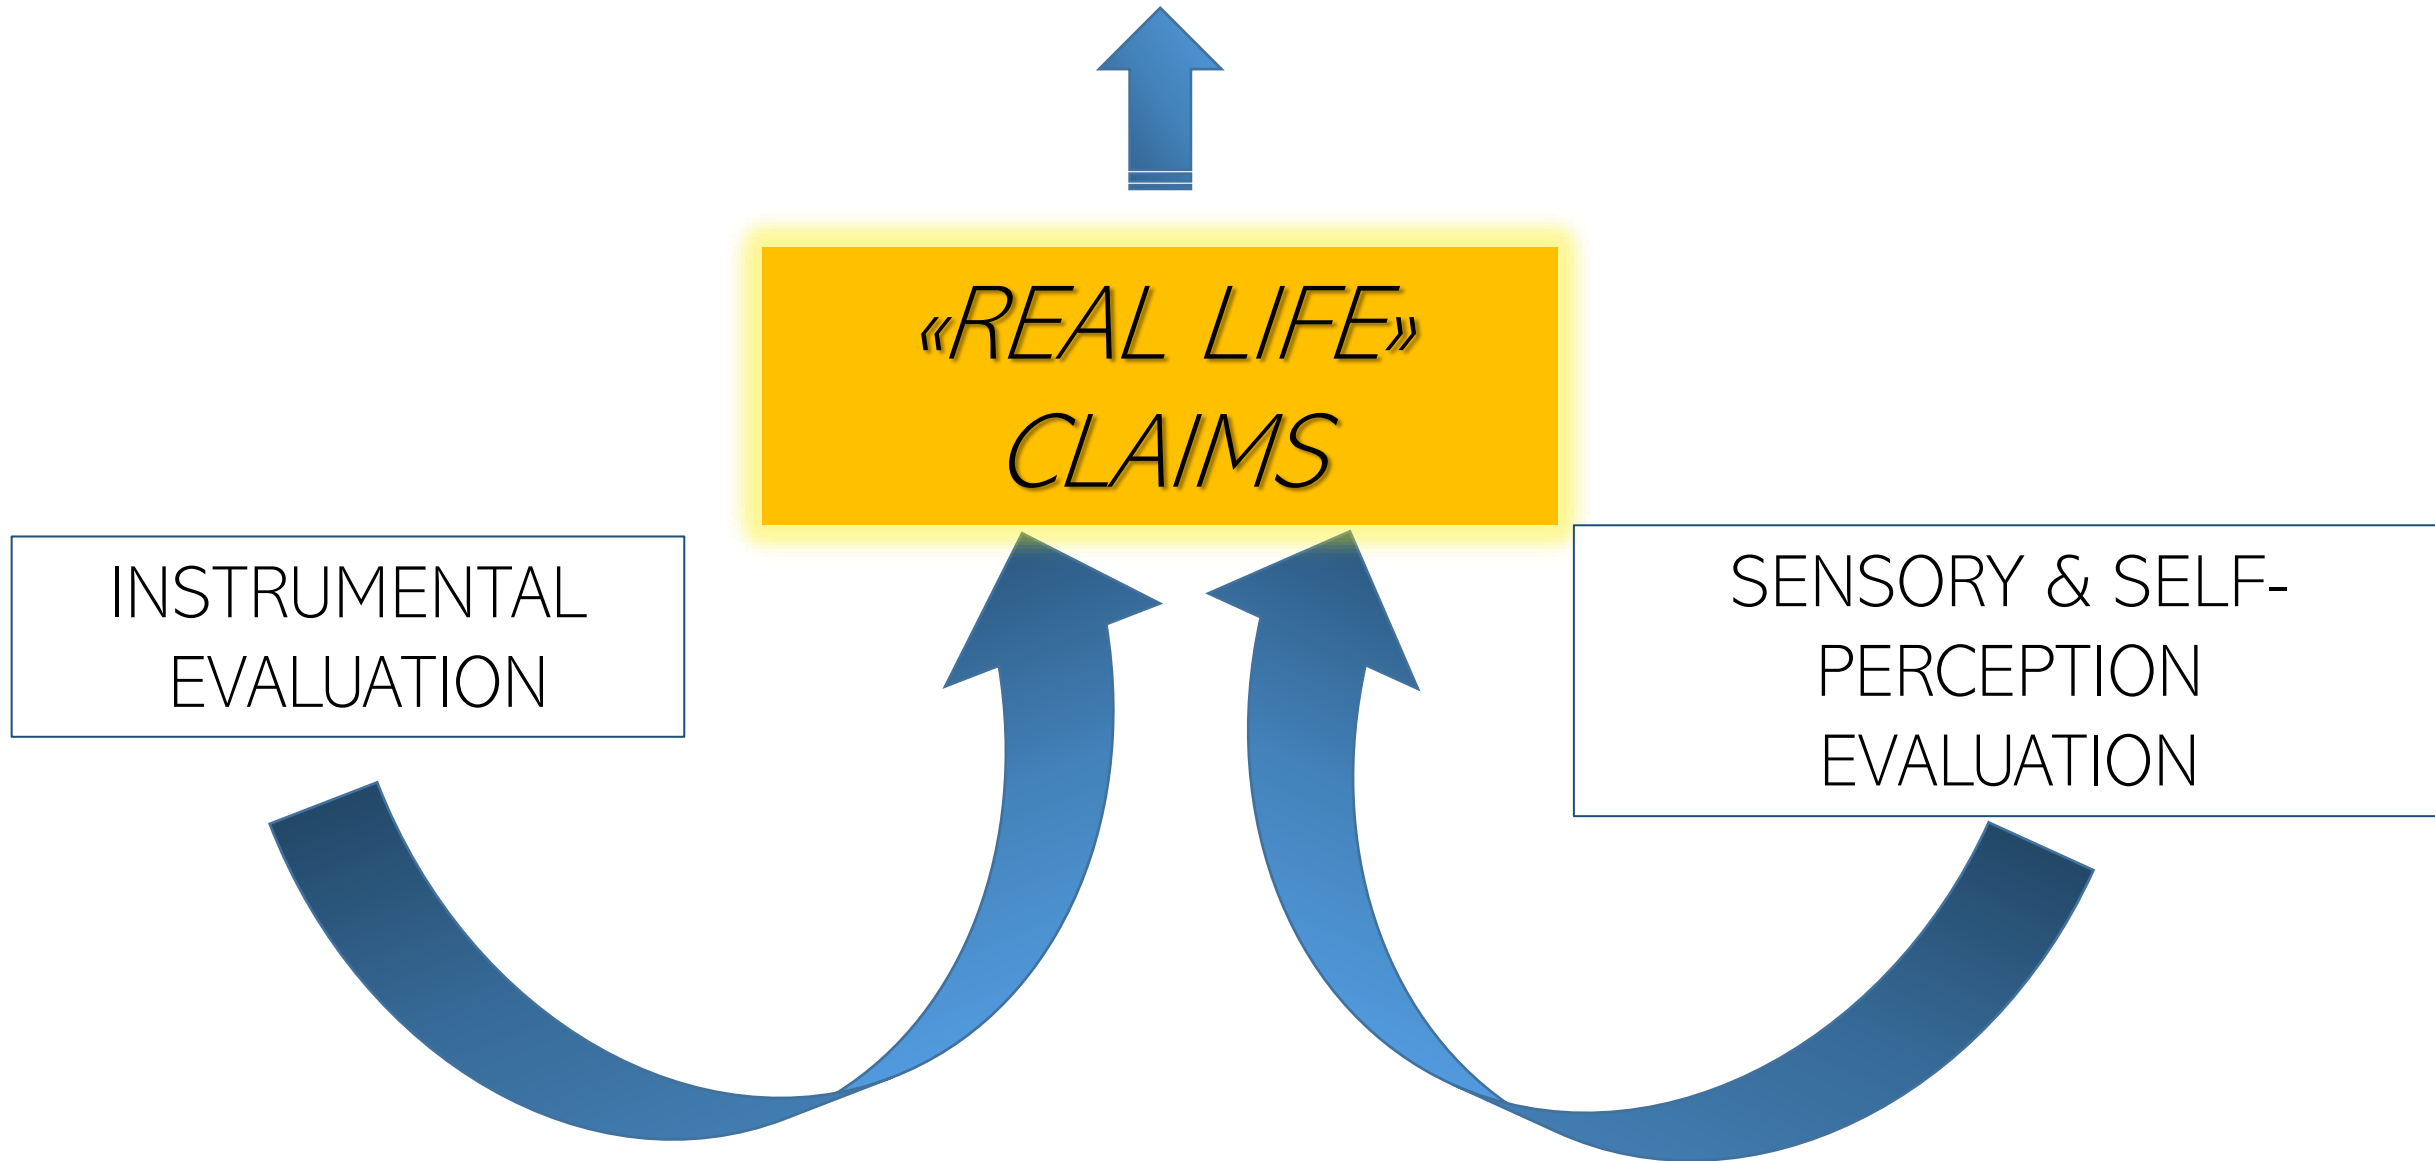 «REAL LIFE»
CLAIMS
INSTRUMENTAL
EVALUATION
SENSORY & SELF-
PERCEPTION
EVALUATION